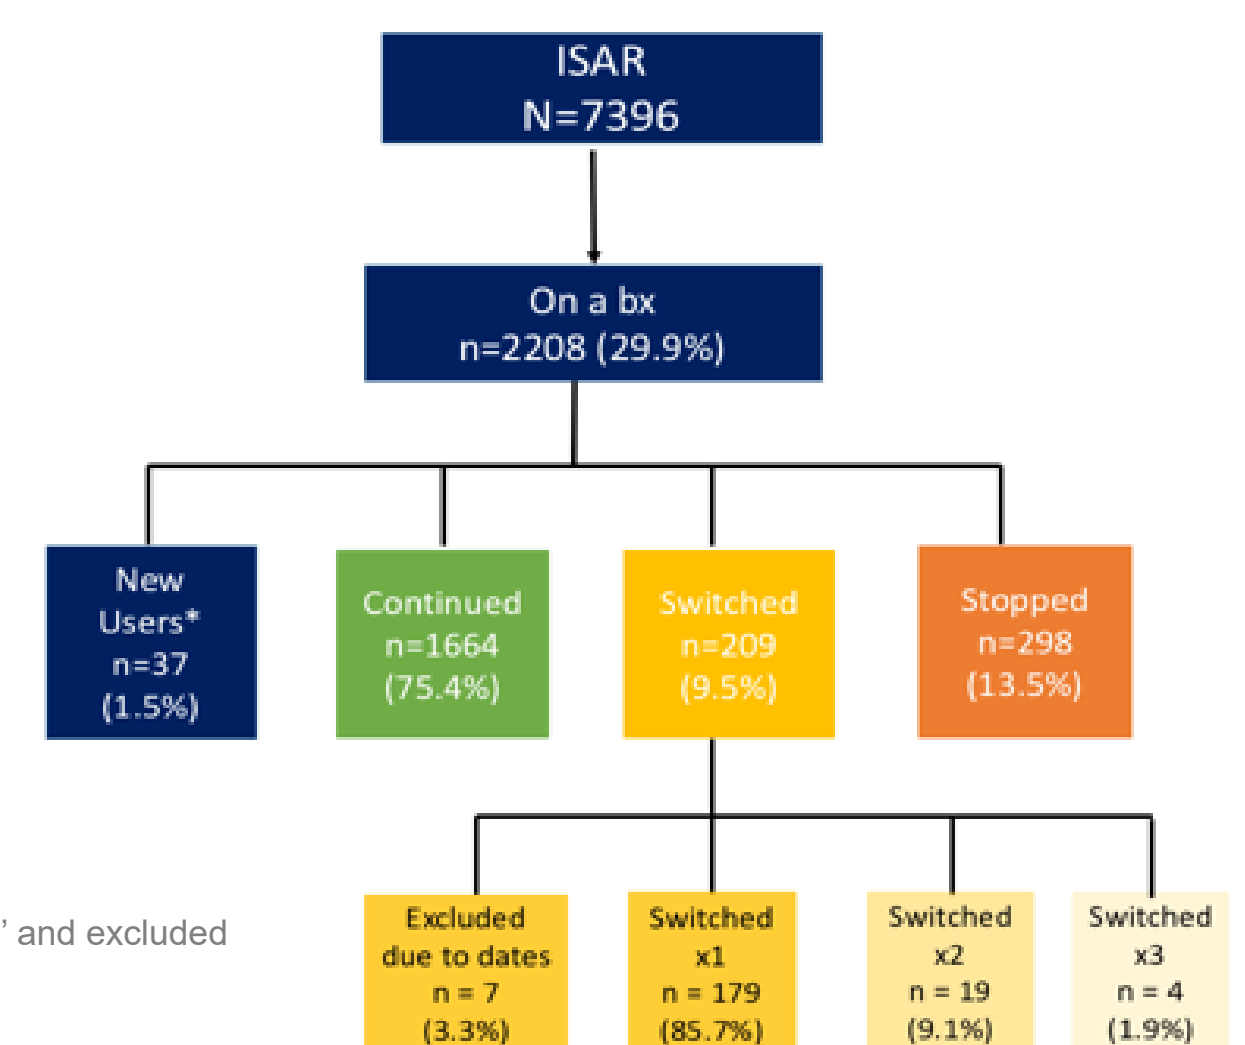 ISAR
N=7396
On a bx
n=2208 (29.9%)
New
Users*
n=37
(1.5%)
Continued
n=1664
(75.4%)
Switched
n=209
(9.5%)
Stopped
n=298
(13.5%)
Excluded
due to dates
n = 7
(3.3%)
Switched
x1
n = 179
(85.7%)
Switched
x2
n = 19
(9.1%)
Switched
x3
n = 4
(1.9%)
’ and excluded